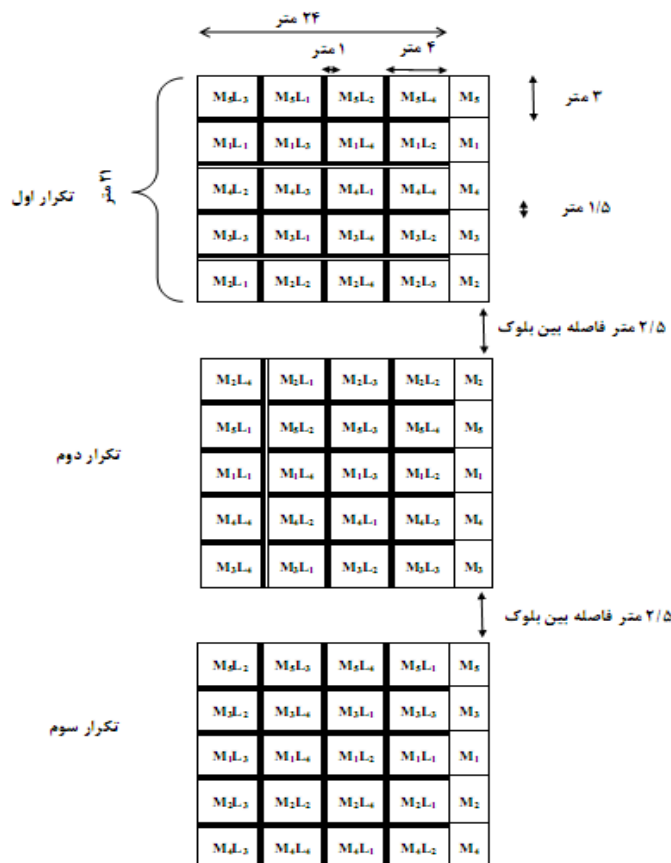 ۲۴ متر
۱ متر
۴ متر
M₅L₃ M₅L₁ M₅L₂ M₅L₄ M₅
۳ متر
M₁L₁ M₁L₃ M₁L₄ M₁L₂ M₁
تکرار اول
۲۱ متر
M₄L₂ M₄L₃ M₄L₁ M₄L₄ M₄
۱/۵ متر
M₃L₃ M₃L₁ M₃L₄ M₃L₂ M₃
M₂L₁ M₂L₂ M₂L₄ M₂L₃ M₂
۲/۵ متر فاصله بین بلوک
M₂L₄ M₂L₁ M₂L₃ M₂L₂ M₂
M₅L₁ M₅L₂ M₅L₃ M₅L₄ M₅
تکرار دوم
M₁L₁ M₁L₄ M₁L₃ M₁L₂ M₁
M₄L₄ M₄L₂ M₄L₁ M₄L₃ M₄
M₃L₄ M₃L₁ M₃L₂ M₃L₃ M₃
۲/۵ متر فاصله بین بلوک
M₅L₂ M₅L₃ M₅L₄ M₅L₁ M₅
M₃L₂ M₃L₄ M₃L₁ M₃L₃ M₃
تکرار سوم
M₁L₃ M₁L₄ M₁L₂ M₁L₁ M₁
M₂L₃ M₂L₂ M₂L₄ M₂L₁ M₂
M₄L₃ M₄L₄ M₄L₁ M₄L₂ M₄